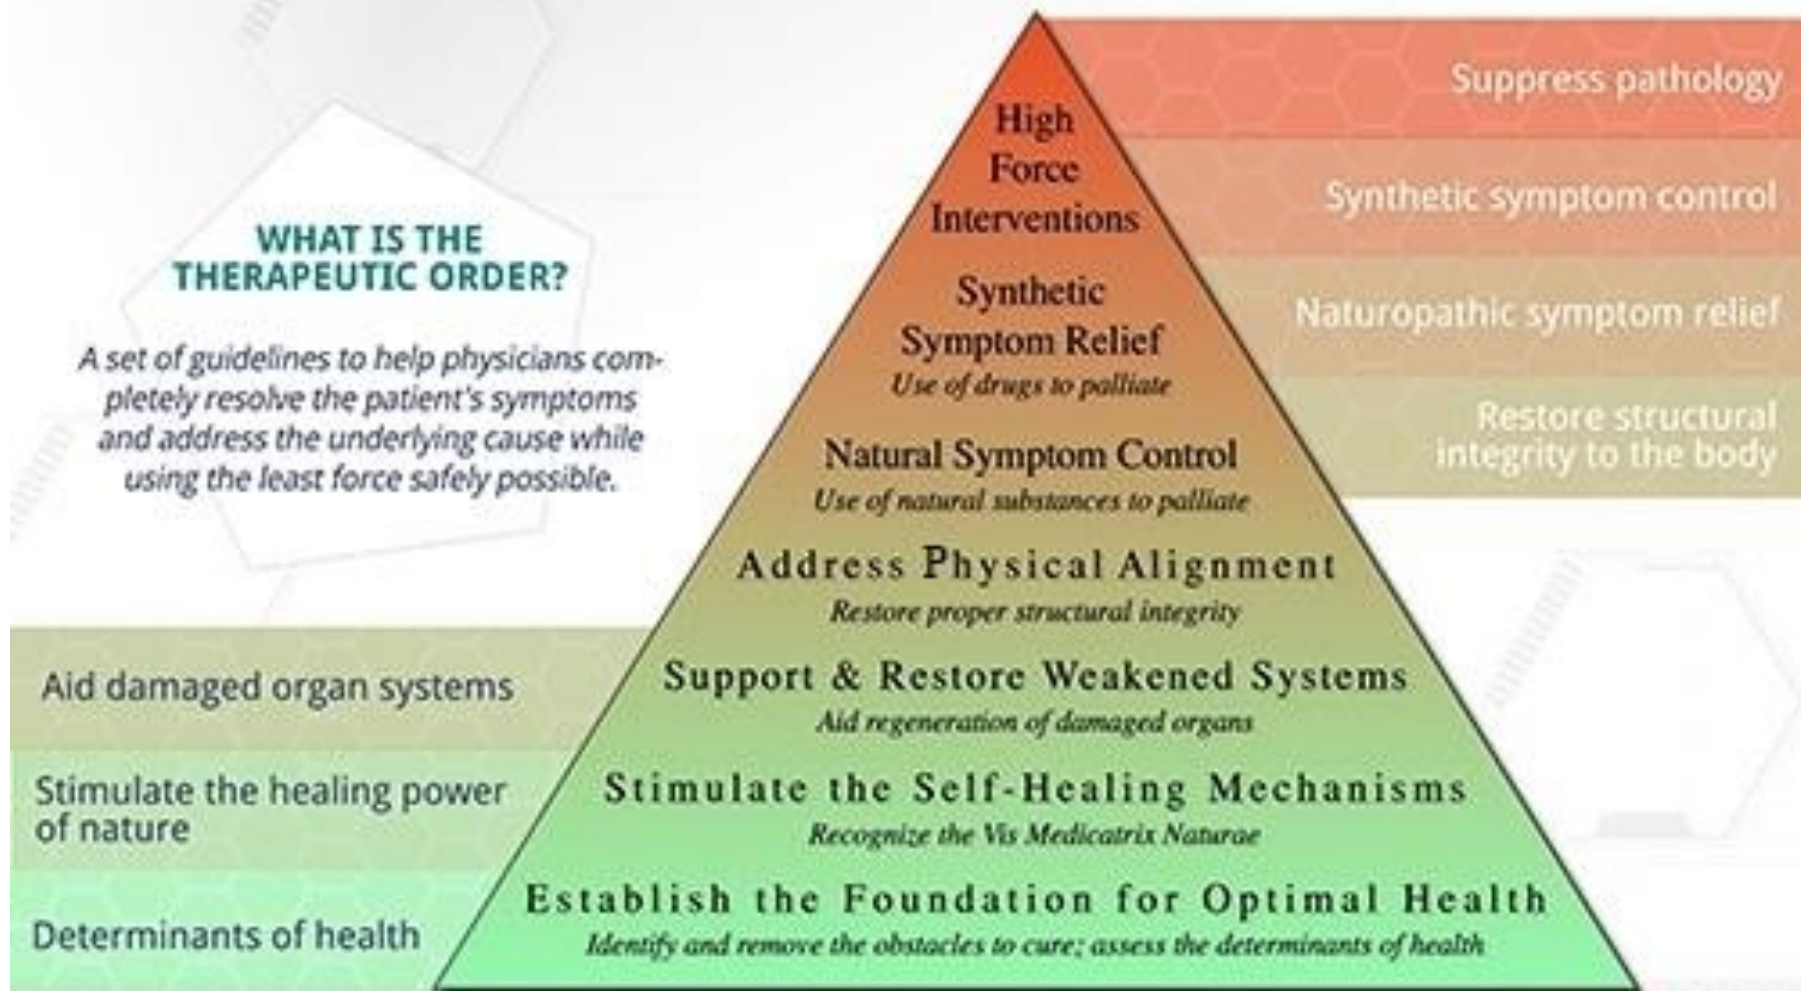 WHAT IS THE
THERAPEUTIC ORDER?
A set of guidelines to help physicians com-
pletely resolve the patient's symptoms
and address the underlying cause while
using the least force safely possible.
Aid damaged organ systems
Stimulate the healing power
of nature
Determinants of health
High
Force
Interventions
Synthetic
Symptom Relief
Use of drugs to palliate
Natural Symptom Control
Use of natural substances to palliate
Address Physical Alignment
Restore proper structural integrity
Support & Restore Weakened Systems
Aid regeneration of damaged organs
Stimulate the Self-Healing Mechanisms
Recognize the Vis Medicatrix Naturae
Establish the Foundation for Optimal Health
Identify and remove the obstacles to cure; assess the determinants of health
Suppress pathology
Synthetic symptom control
Naturopathic symptom relief
Restore structural
integrity to the body